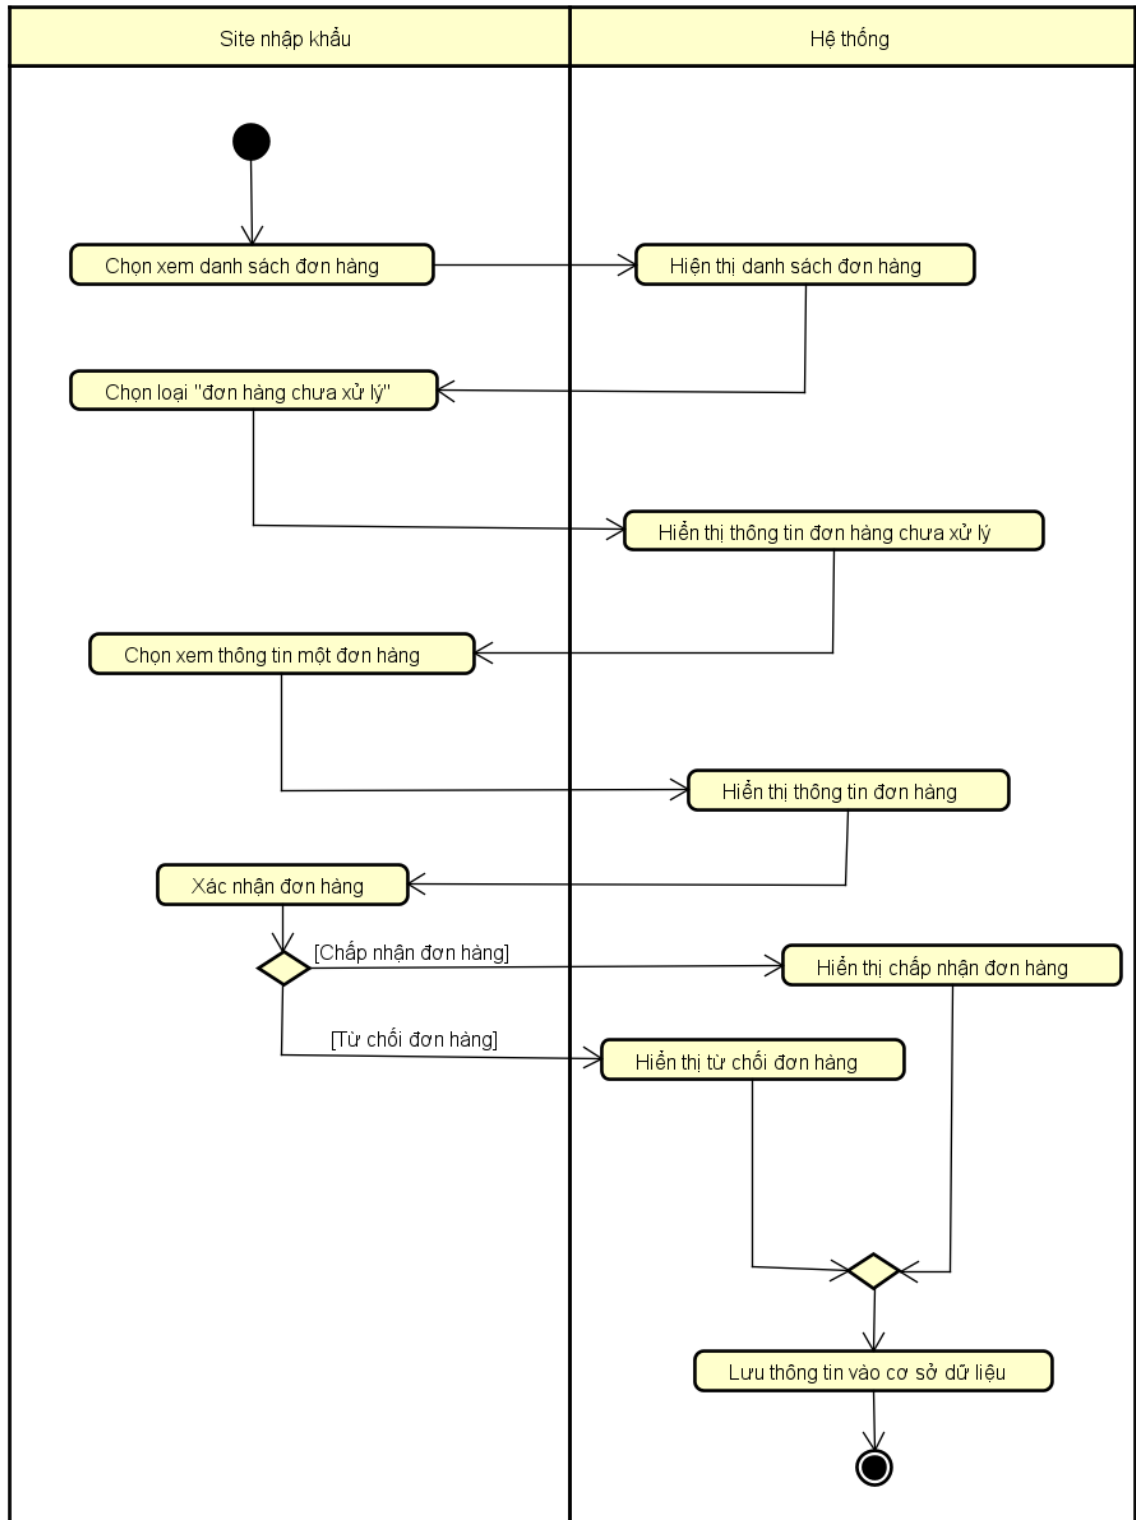 Site nhập khẩu
Hệ thống
Chọn xem danh sách đơn hàng
Hiện thị danh sách đơn hàng
Chọn loại "đơn hàng chưa xử lý"
Hiển thị thông tin đơn hàng chưa xử lý
Chọn xem thông tin một đơn hàng
Hiển thị thông tin đơn hàng
Xác nhận đơn hàng
[Chấp nhận đơn hàng]
Hiển thị chấp nhận đơn hàng
[Từ chối đơn hàng]
Hiển thị từ chối đơn hàng
Lưu thông tin vào cơ sở dữ liệu